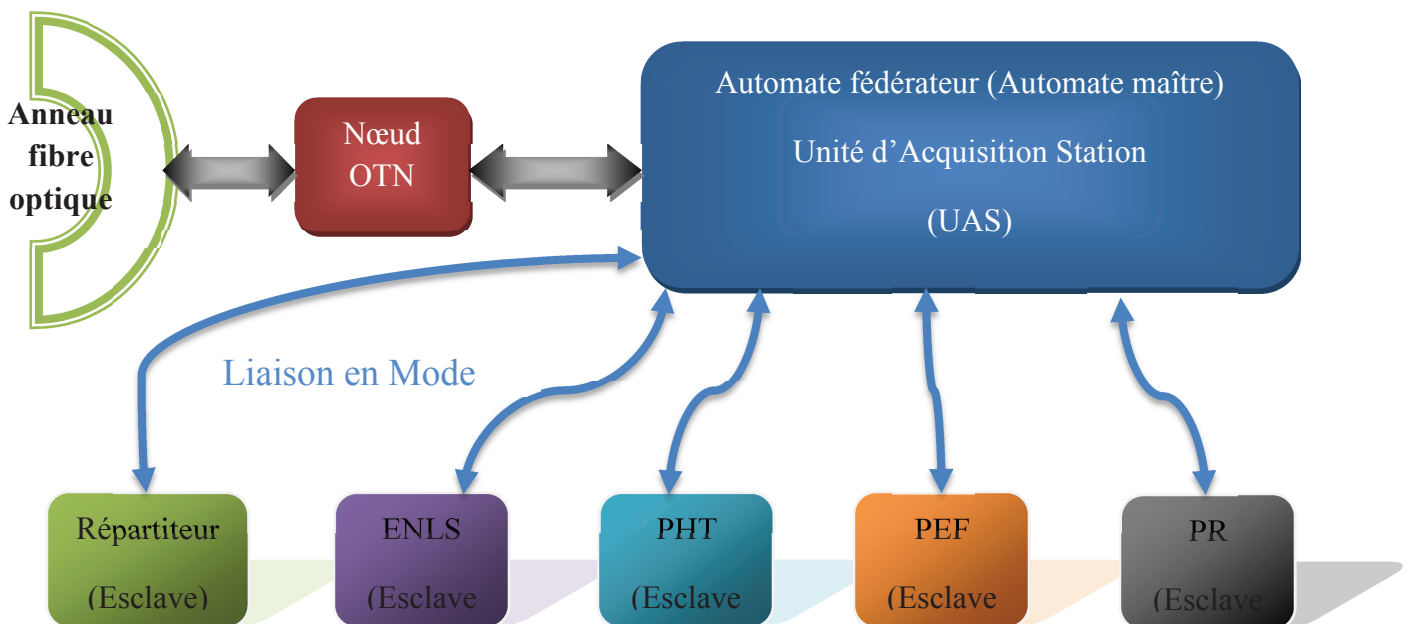 Anneau
fibre
optique
Nœud
OTN
Automate fédérateur (Automate maître)
Unité d'Acquisition Station
(UAS)
Liaison en Mode
Répartiteur
(Esclave)
ENLS
(Esclave
PHT
(Esclave
PEF
(Esclave
PR
(Esclave